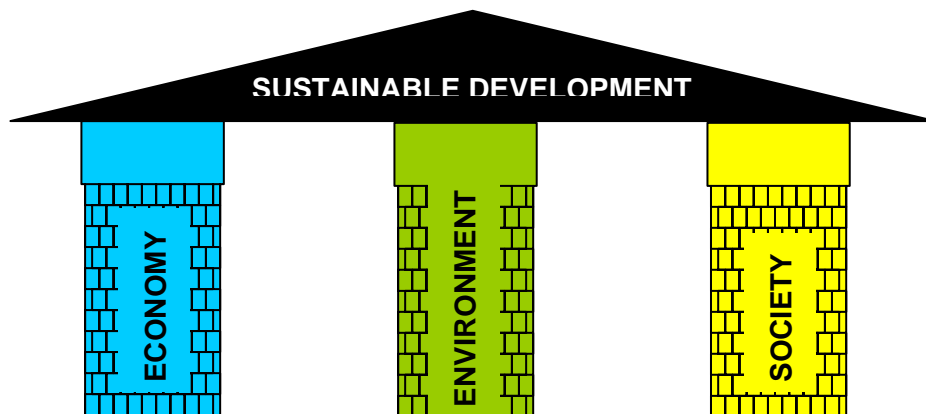 SUSTAINABLE DEVELOPMENT
ECONOMY
ENVIRONMENT
SOCIETY